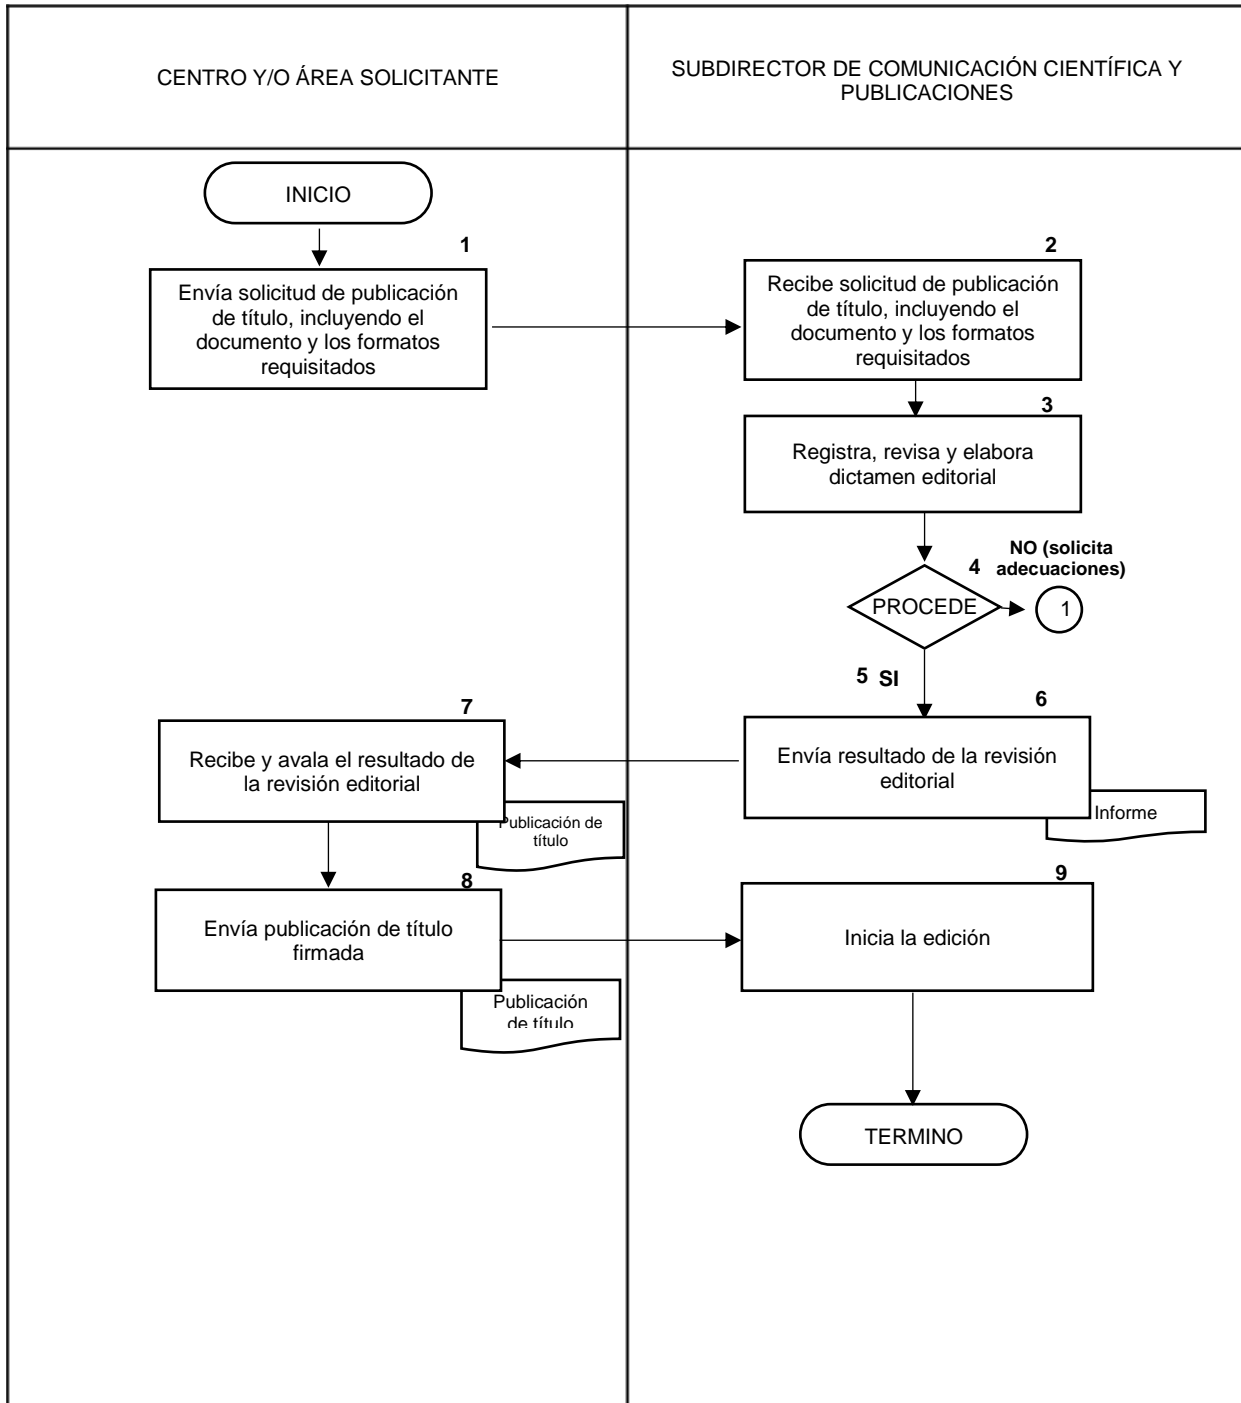 CENTRO Y/O ÁREA SOLICITANTE
SUBDIRECTOR DE COMUNICACIÓN CIENTÍFICA Y
PUBLICACIONES
INICIO
1
Envía solicitud de publicación
de título, incluyendo el
documento y los formatos
requisitados
2
Recibe solicitud de publicación
de título, incluyendo el
documento y los formatos
requisitados
3
Registra, revisa y elabora
dictamen editorial
4
PROCEDE
NO (solicita
adecuaciones)
1
5 SI
6
Envía resultado de la revisión
editorial
Informe
7
Recibe y avala el resultado de
la revisión editorial
Publicación de
título
8
Envía publicación de título
firmada
Publicación
de título
9
Inicia la edición
TERMINO